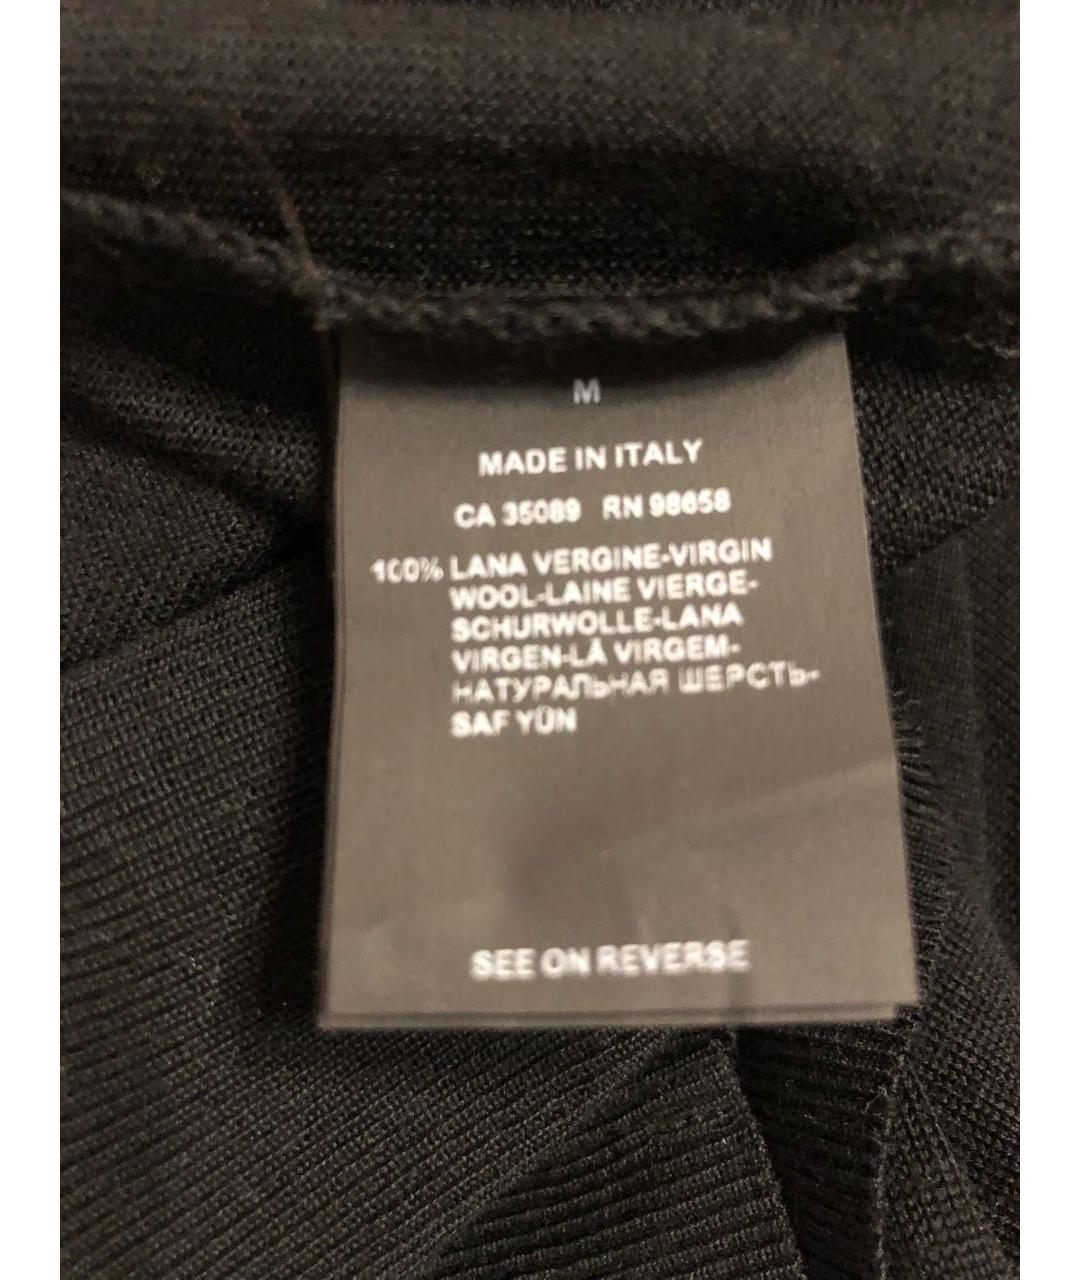 M
MADE IN ITALY
CA 35089 RN 98658
100% LANA VERGINE-VIRGIN
WOOL-LAINE VIERGE-
SCHURWOLLE-LANA
VIRGEN-LÃ VIRGEM-
НАТУРАЛЬНАЯ ШЕРСТЬ-
SAF YÜN
SEE ON REVERSE